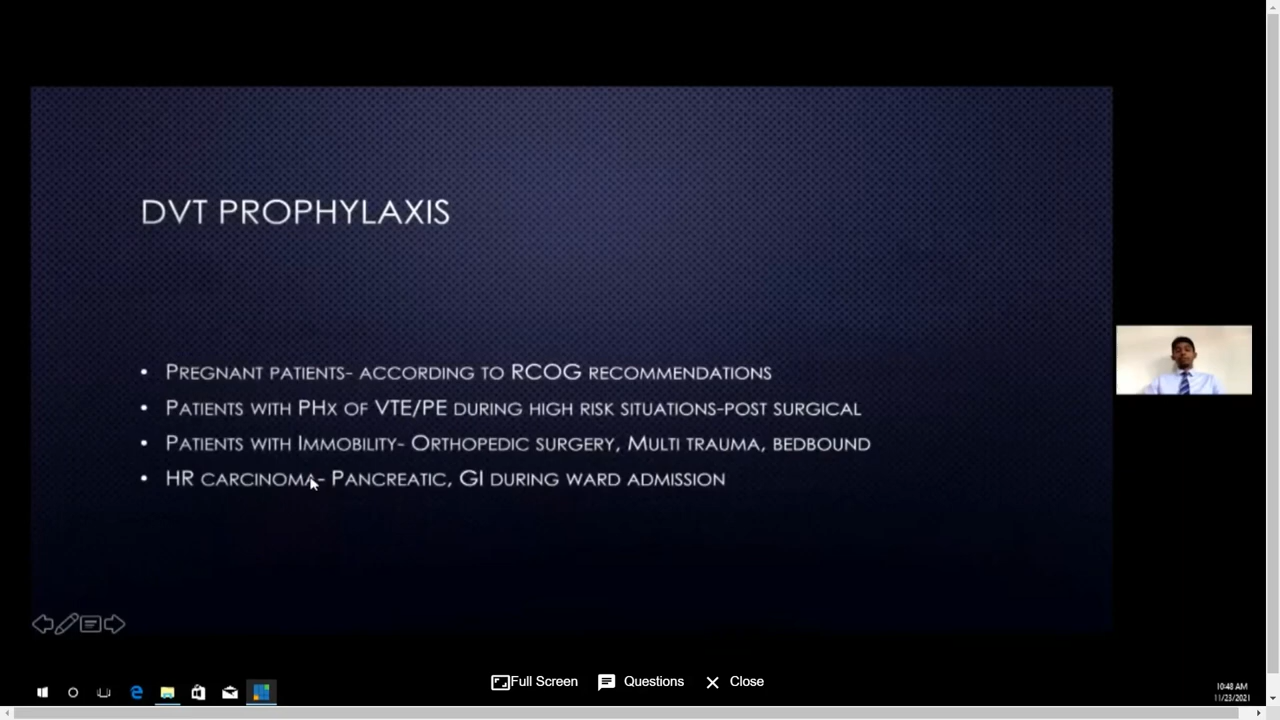 DVT PROPHYLAXIS
• PREGNANT PATIENTS- ACCORDING TO RCOG RECOMMENDATIONS
• PATIENTS WITH PHX OF VTE/PE DURING HIGH RISK SITUATIONS-POST SURGICAL
• PATIENTS WITH IMMOBILITY- ORTHOPEDIC SURGERY, MULTI TRAUMA, BEDBOUND
• HR CARCINOMA- PANCREATIC, GI DURING WARD ADMISSION
Full Screen Questions Close
10:48 AM
11/23/2021